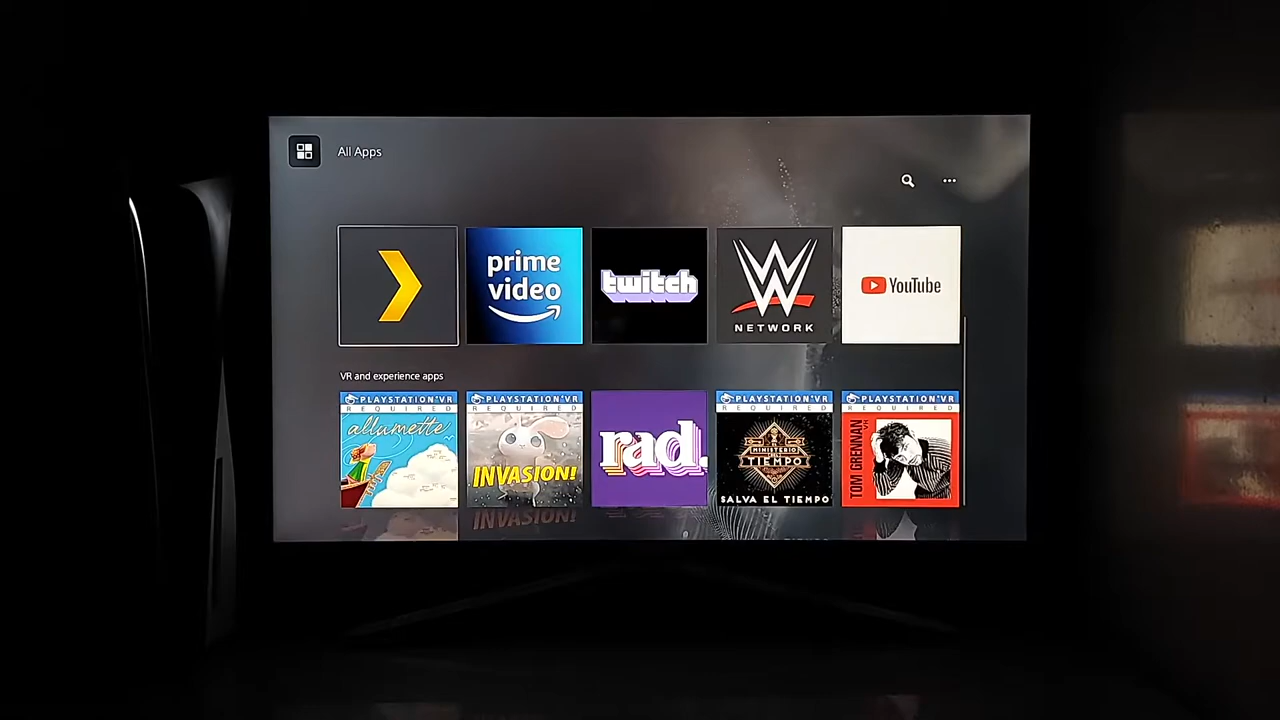 All Apps
prime
video
twitch
W
NETWORK
YouTube
VR and experience apps
PLAYSTATION®VR
REQUIRED
allumette
PLAYSTATION®VR
REQUIRED
INVASION!
rad.
PLAYSTATION®VR
REQUIRED
EL
MINISTERIO
DEL
TIEMPO
SALVA EL TIEMPO
PLAYSTATION®VR
REQUIRED
TOM GRENNAN
VR
INVASION!